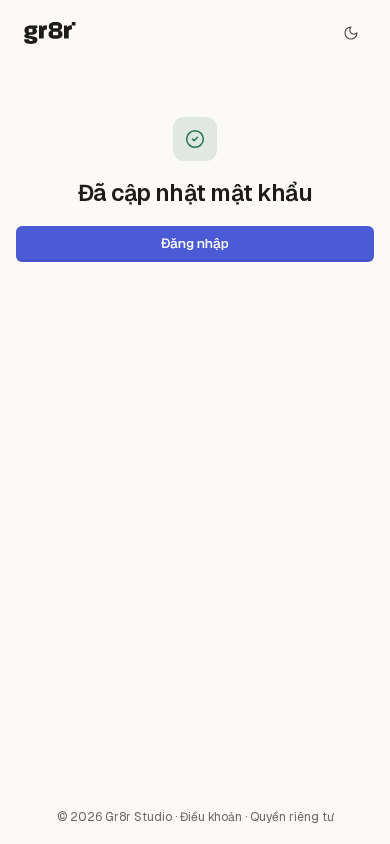 gr8r
Đã cập nhật mật khẩu
Đăng nhập
© 2026 Gr8r Studio · Điều khoản · Quyền riêng tư